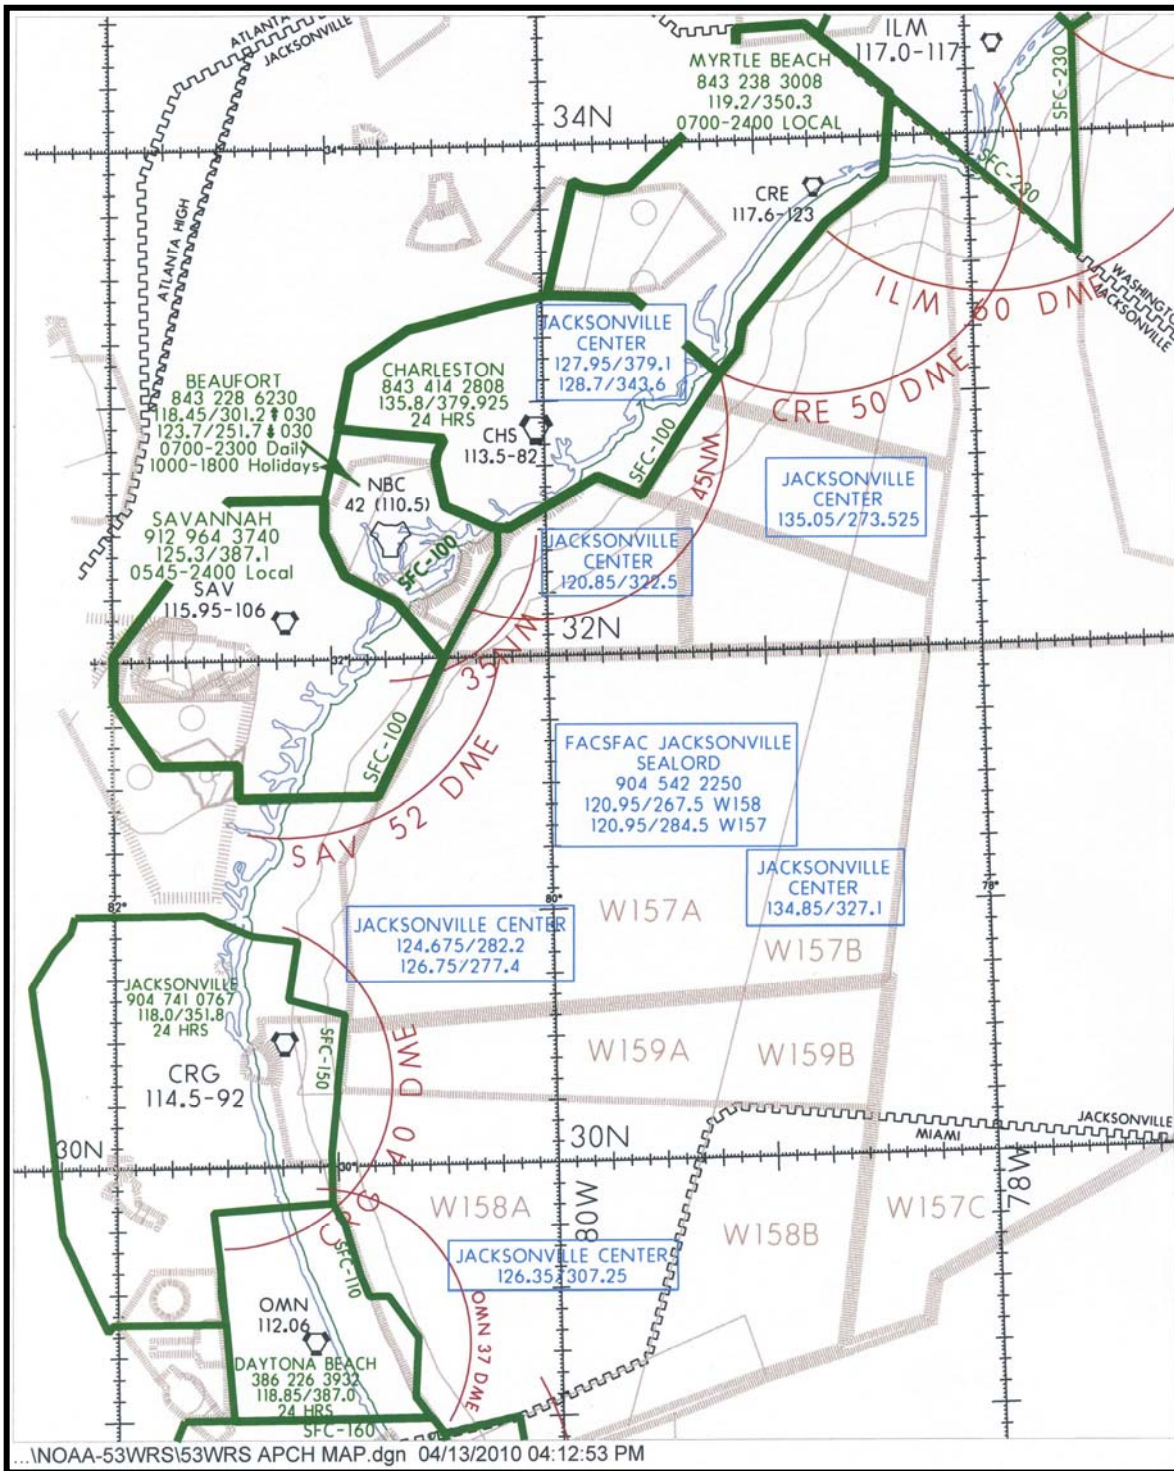 ATLANTA
JACKSONVILLE
ATLANTA HIGH
JACKSONVILLE
ILM
117.0-117
MYRTLE BEACH
843 238 3008
119.2/350.3
0700-2400 LOCAL
34N
34°
SFC-230
SFC-230
CRE
117.6-123
WASHINGTON
JACKSONVILLE
ILM 60 DME
CRE 50 DME
JACKSONVILLE
CENTER
127.95/379.1
128.7/343.6
CHARLESTON
843 414 2808
135.8/379.925
24 HRS
BEAUFORT
843 228 6230
118.45/301.2 030
123.7/251.7 030
0700-2300 Daily
1000-1800 Holidays
CHS
113.5-82
SFC-100
45NM
JACKSONVILLE
CENTER
135.05/273.525
NBC
42 (110.5)
SAVANNAH
912 964 3740
125.3/387.1
0545-2400 Local
SAV
115.95-106
SFC-100
JACKSONVILLE
CENTER
120.85/322.5
32N
32°
35NM
SFC-100
SAV 52 DME
FACSFAC JACKSONVILLE
SEALORD
904 542 2250
120.95/267.5 W158
120.95/284.5 W157
JACKSONVILLE
CENTER
134.85/327.1
82°
80°
78°
W157A
W157B
JACKSONVILLE CENTER
124.675/282.2
126.75/277.4
JACKSONVILLE
904 741 0767
118.0/351.8
24 HRS
SFC-150
CRG
114.5-92
CRG 40 DME
W159A
W159B
JACKSONVILLE
MIAMI
30N
30°
30N
80W
78W
W158A
W158B
W157C
JACKSONVILLE CENTER
126.35/307.25
SFC-110
OMN
112.06
OMN 37 DME
DAYTONA BEACH
386 226 3932
118.85/387.0
24 HRS
SFC-160
...\NOAA-53WRS\53WRS APCH MAP.dgn 04/13/2010 04:12:53 PM